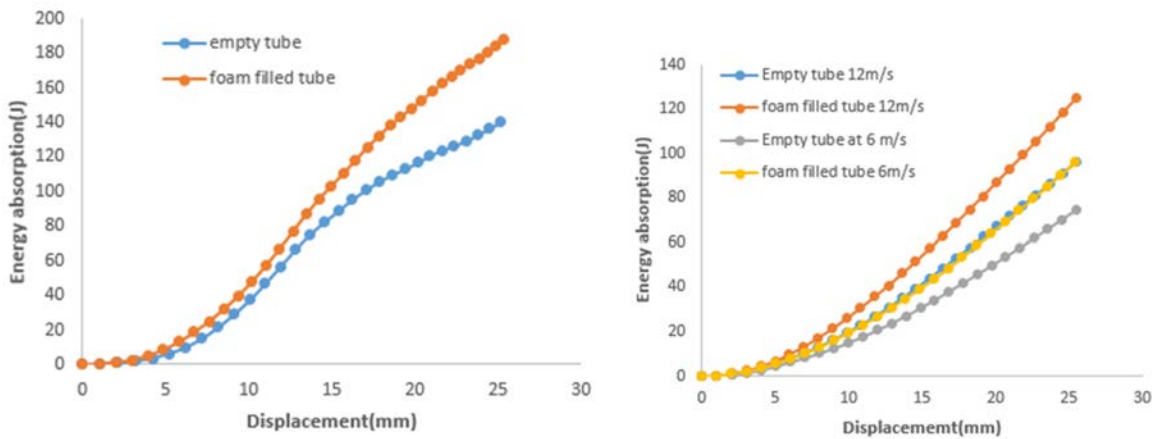 200
180
160
140
120
100
80
60
40
20
0
Energy absorption(J)
empty tube
foam filled tube
0 5 10 15 20 25 30
Displacement(mm)
140
120
100
80
60
40
20
0
Energy absorption(J)
Empty tube 12m/s
foam filled tube 12m/s
Empty tube at 6 m/s
foam filled tube 6m/s
0 5 10 15 20 25 30
Displacement(mm)